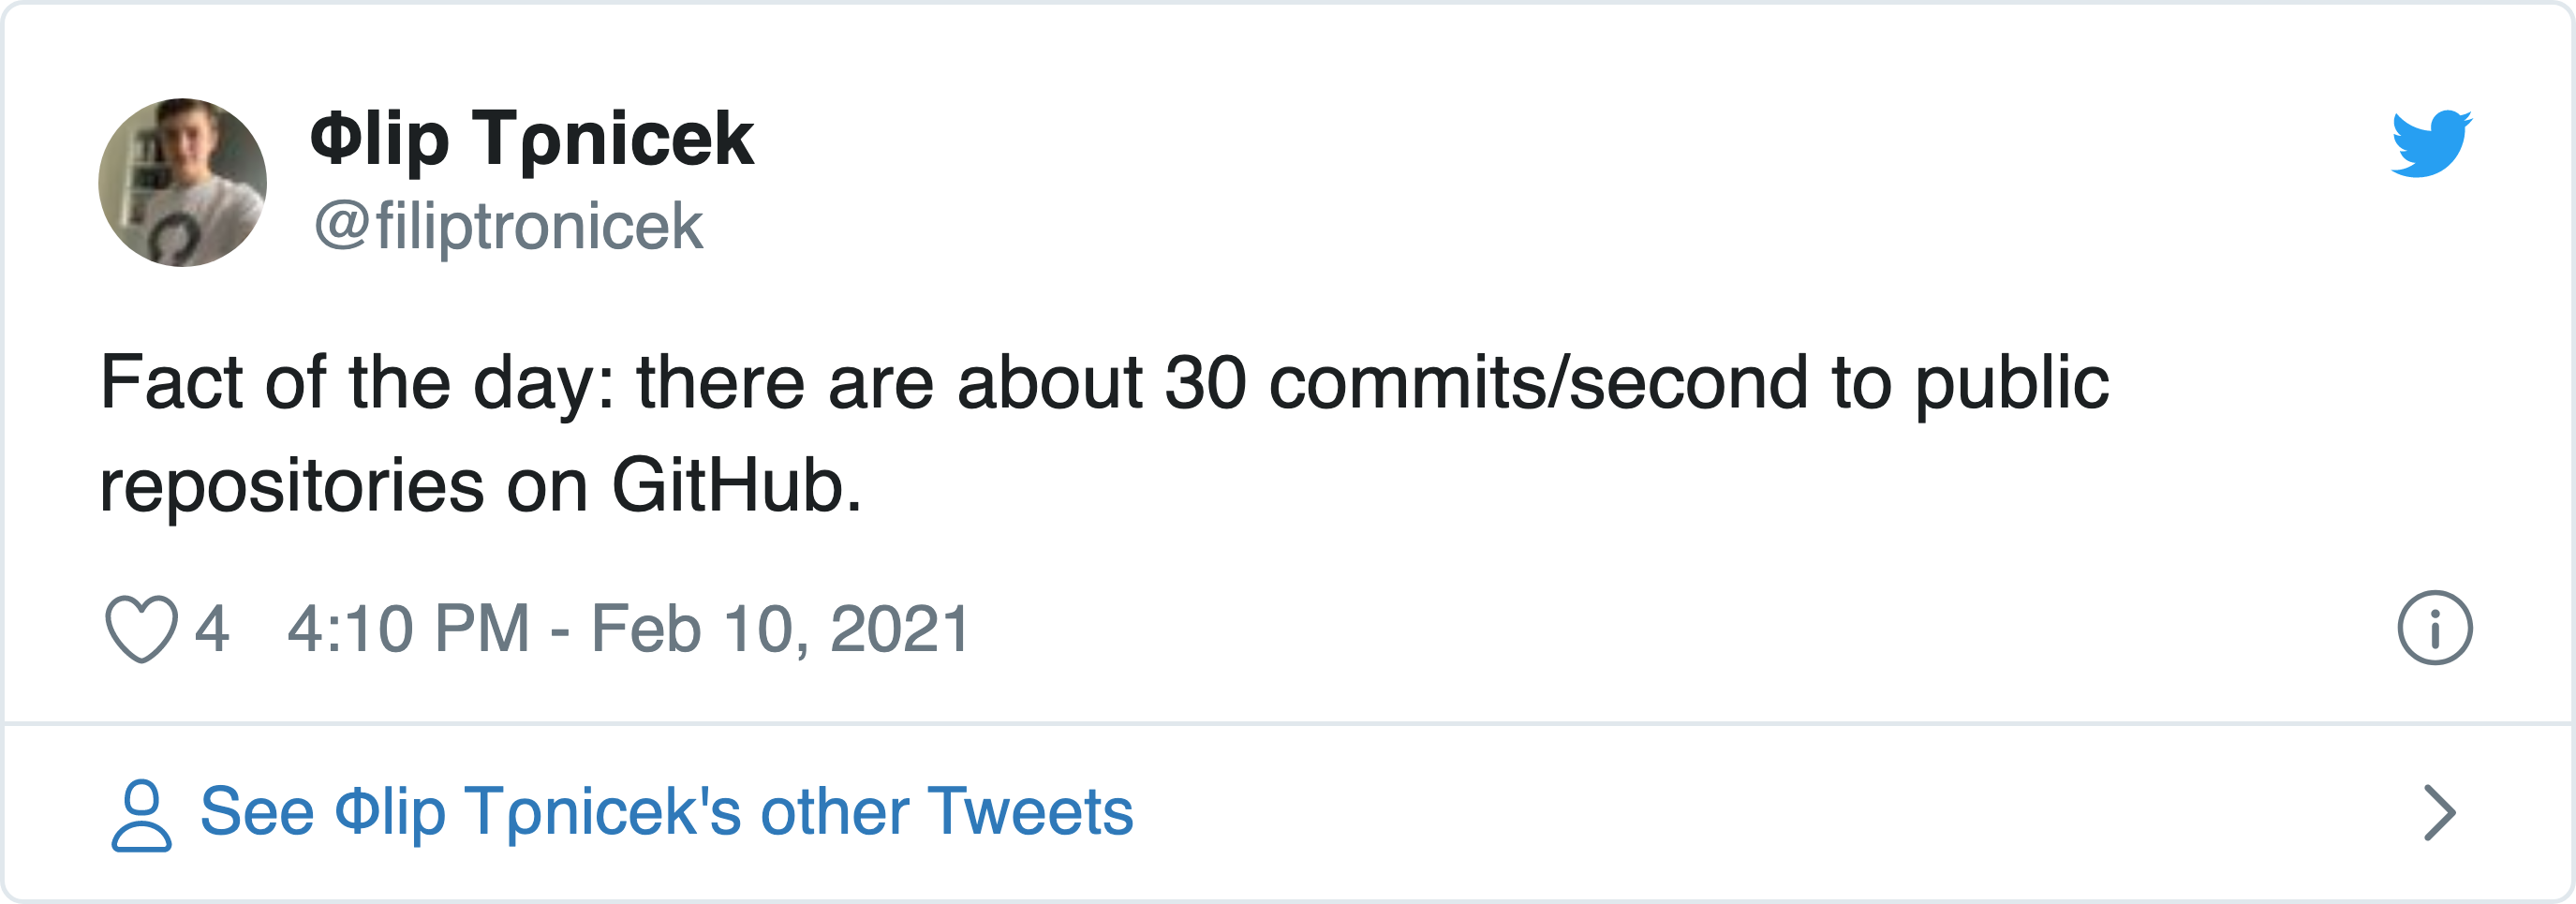 Φlip Tρnicek
@filiptronicek
Fact of the day: there are about 30 commits/second to public
repositories on GitHub.
4 4:10 PM - Feb 10, 2021
See Φlip Tρnicek's other Tweets